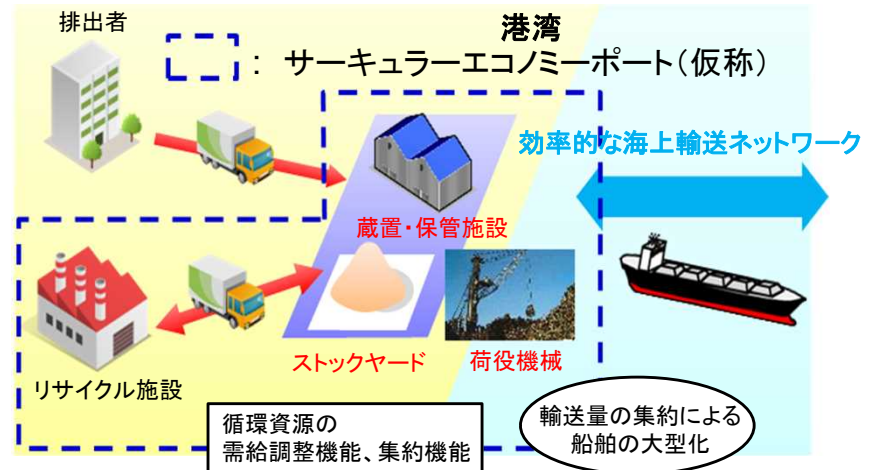 排出者
港湾
：サーキュラーエコノミーポート（仮称）
効率的な海上輸送ネットワーク
蔵置・保管施設
ストックヤード
荷役機械
リサイクル施設
循環資源の
需給調整機能、集約機能
輸送量の集約による
船舶の大型化